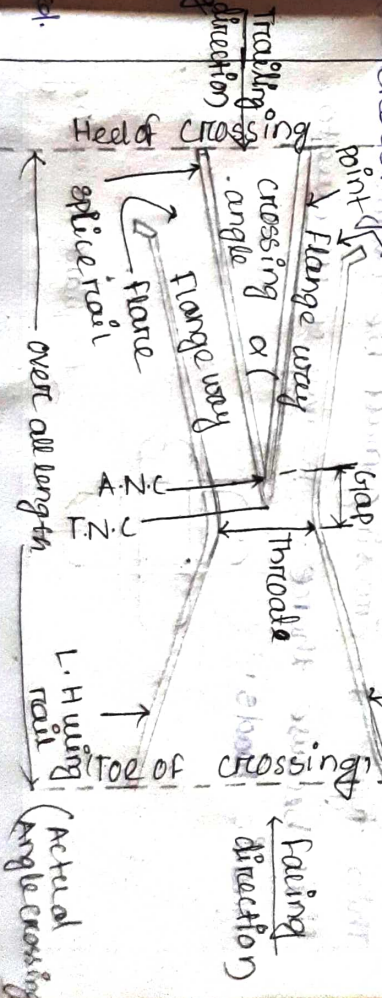 d.
Trailing
direction
Heel of crossing
point
Flange way
crossing
angle
α
Flange way
Flare
splice rail
over all length
A.N.C
T.N.C
Gap
Throate
L.H wing
rail
Toe of crossing
facing
direction
(Actual
Angle crossing